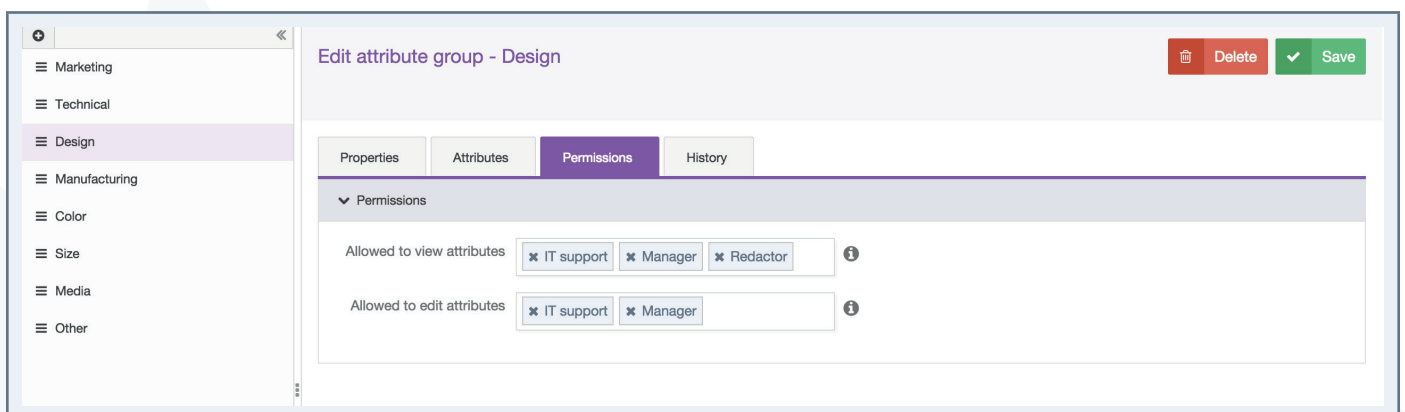 Marketing
Technical
Design
Manufacturing
Color
Size
Media
Other
Edit attribute group - Design
Delete
Save
Properties Attributes Permissions History
Permissions
Allowed to view attributes IT support Manager Redactor
Allowed to edit attributes IT support Manager